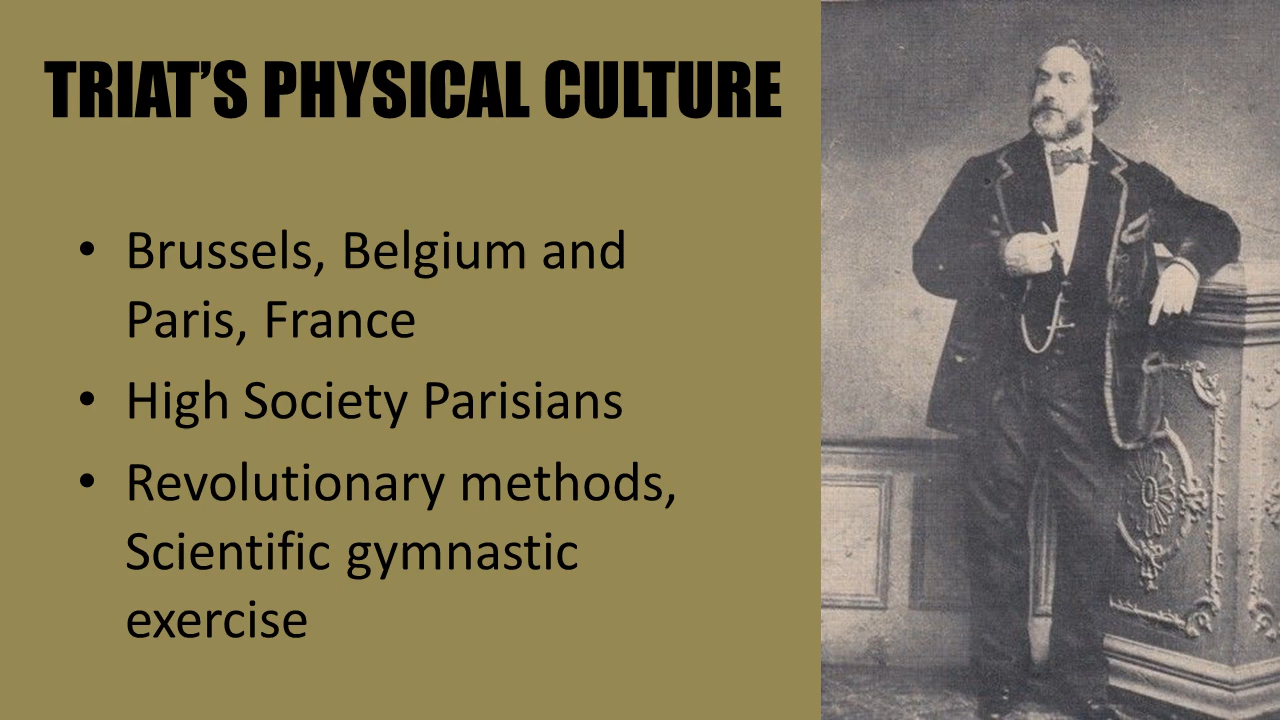 TRIAT’S PHYSICAL CULTURE
• Brussels, Belgium and
Paris, France
• High Society Parisians
• Revolutionary methods,
Scientific gymnastic
exercise